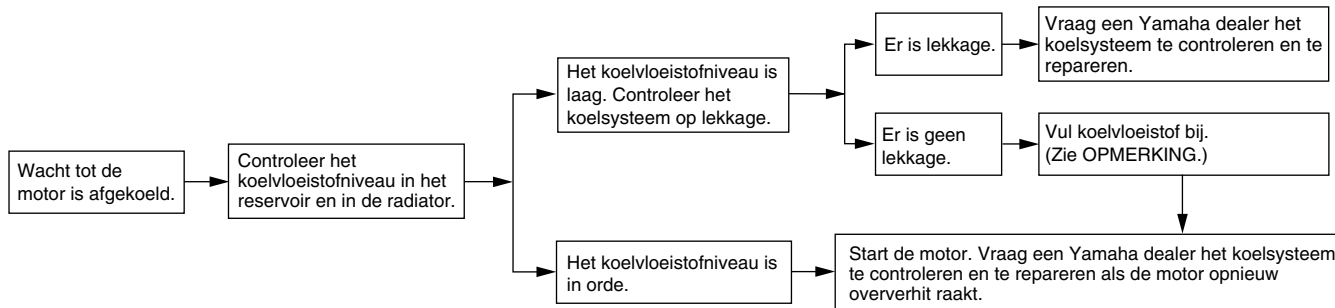 Wacht tot de
motor is afgekoeld.
Controleer het
koelvloeistofniveau in het
reservoir en in de radiator.
Het koelvloeistofniveau is
laag. Controleer het
koelsysteem op lekkage.
Er is lekkage.
Vraag een Yamaha dealer het
koelsysteem te controleren en te
repareren.
Er is geen
lekkage.
Vul koelvloeistof bij.
(Zie OPMERKING.)
Het koelvloeistofniveau is
in orde.
Start de motor. Vraag een Yamaha dealer het koelsysteem
te controleren en te repareren als de motor opnieuw
oververhit raakt.